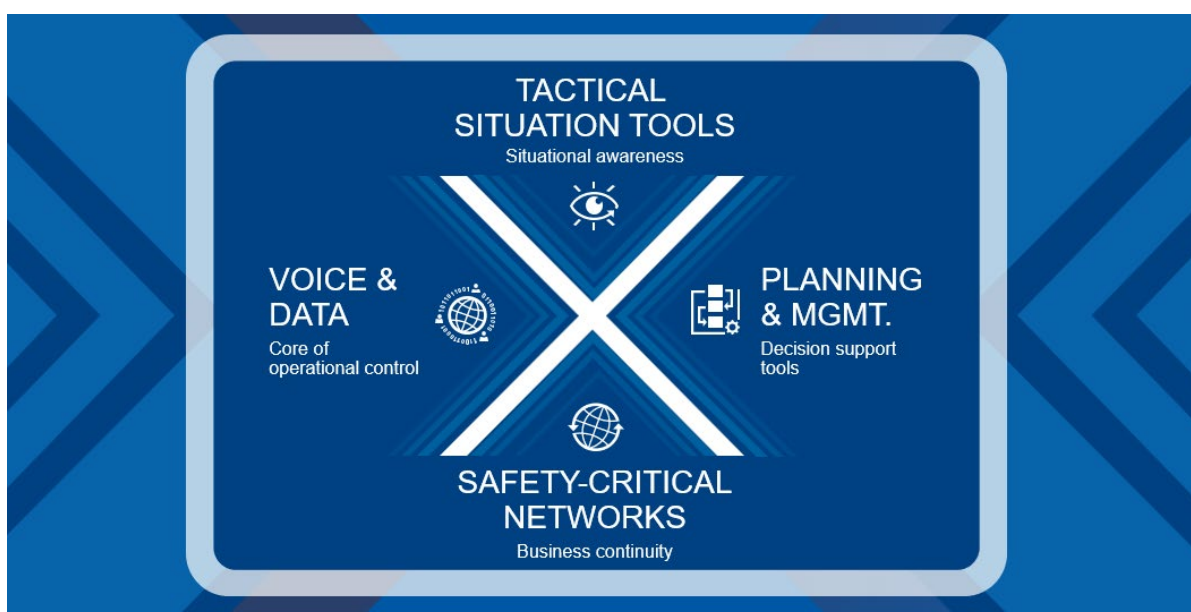 TACTICAL
SITUATION TOOLS
Situational awareness
VOICE &
DATA
Core of
operational control
PLANNING
& MGMT.
Decision support
tools
SAFETY-CRITICAL
NETWORKS
Business continuity